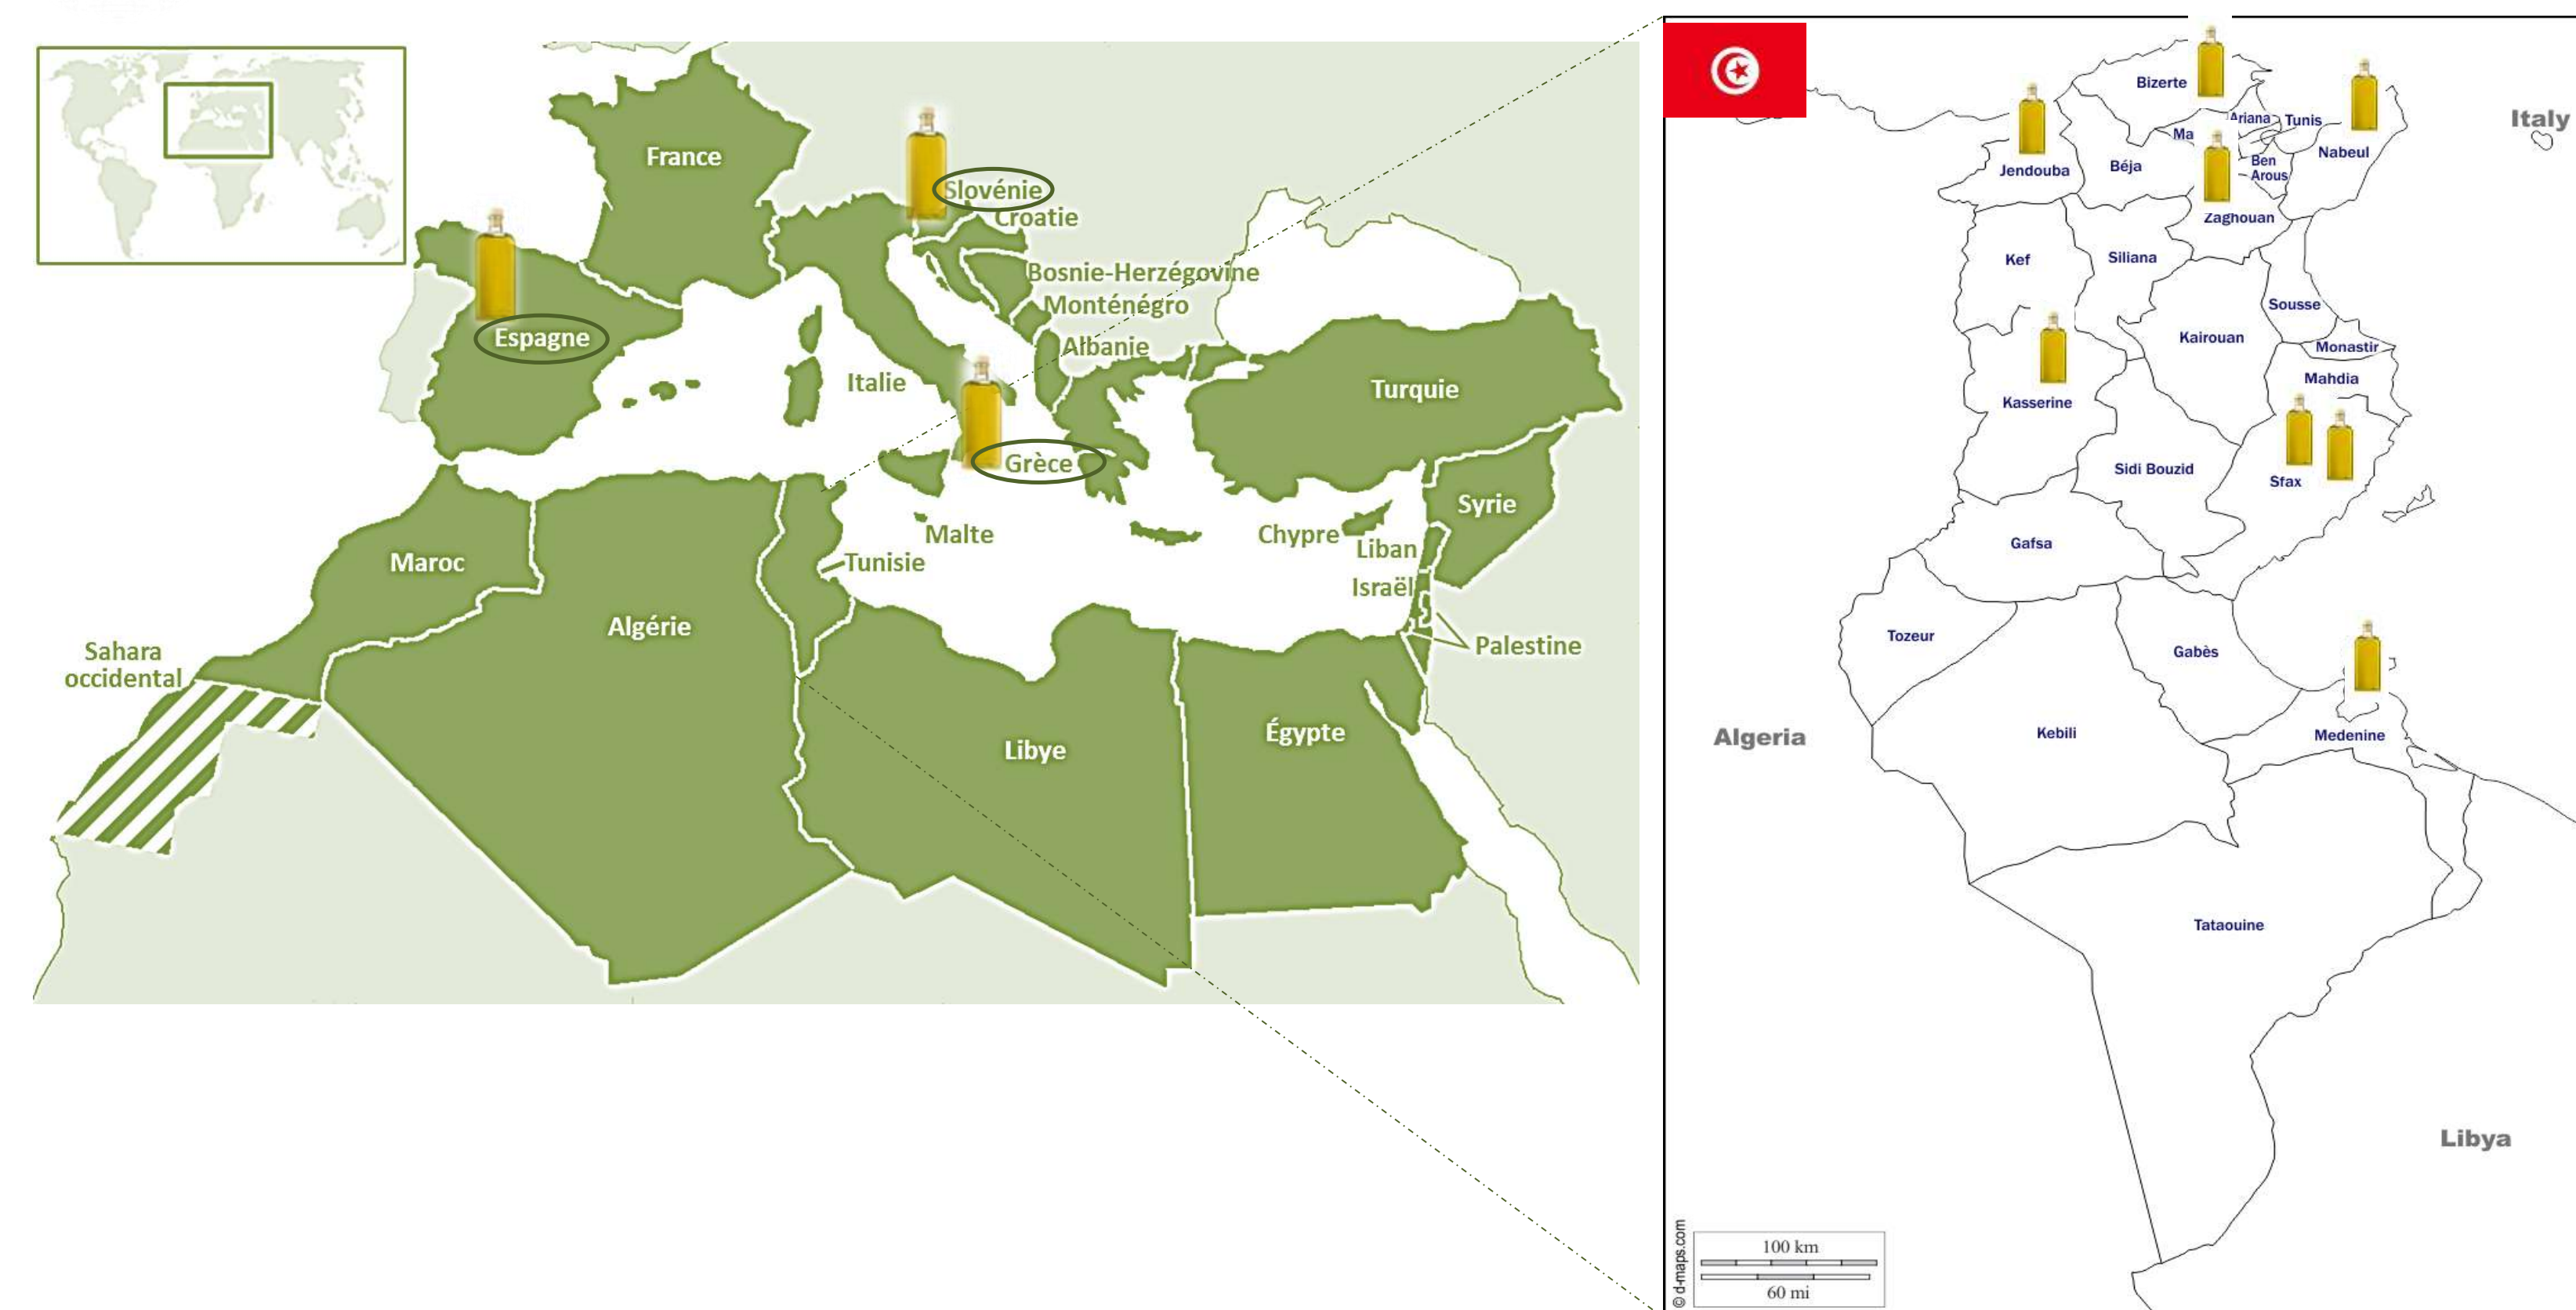 France
Slovénie
Croatie
Bosnie-Herzégovine
Monténégro
Albanie
Espagne
Italie
Turquie
Grèce
Syrie
Malte
Chypre
Liban
Maroc
Tunisie
Israël
Algérie
Palestine
Sahara
occidental
Libye
Égypte
Italy
Bizerte
Ariana
Tunis
Ma
Nabeul
Ben
Arous
Jendouba
Béja
Zaghouan
Kef
Siliana
Sousse
Kairouan
Monastir
Mahdia
Kasserine
Sidi Bouzid
Sfax
Gafsa
Tozeur
Gabès
Algeria
Kebili
Medenine
Tataouine
Libya
© d-maps.com
100 km
60 mi